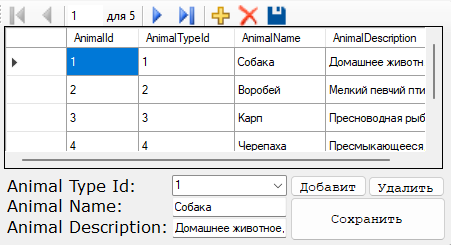 1 для 5
AnimalId AnimalTypeId AnimalName AnimalDescription
1 1 Собака Домашнее животн
2 2 Воробей Мелкий певчий пти
3 3 Карп Пресноводная рыб
4 4 Черепаха Пресмыкающееся
Animal Type Id: 1 Добавит Удалить
Animal Name: Собака
Animal Description: Домашнее животное, Сохранить